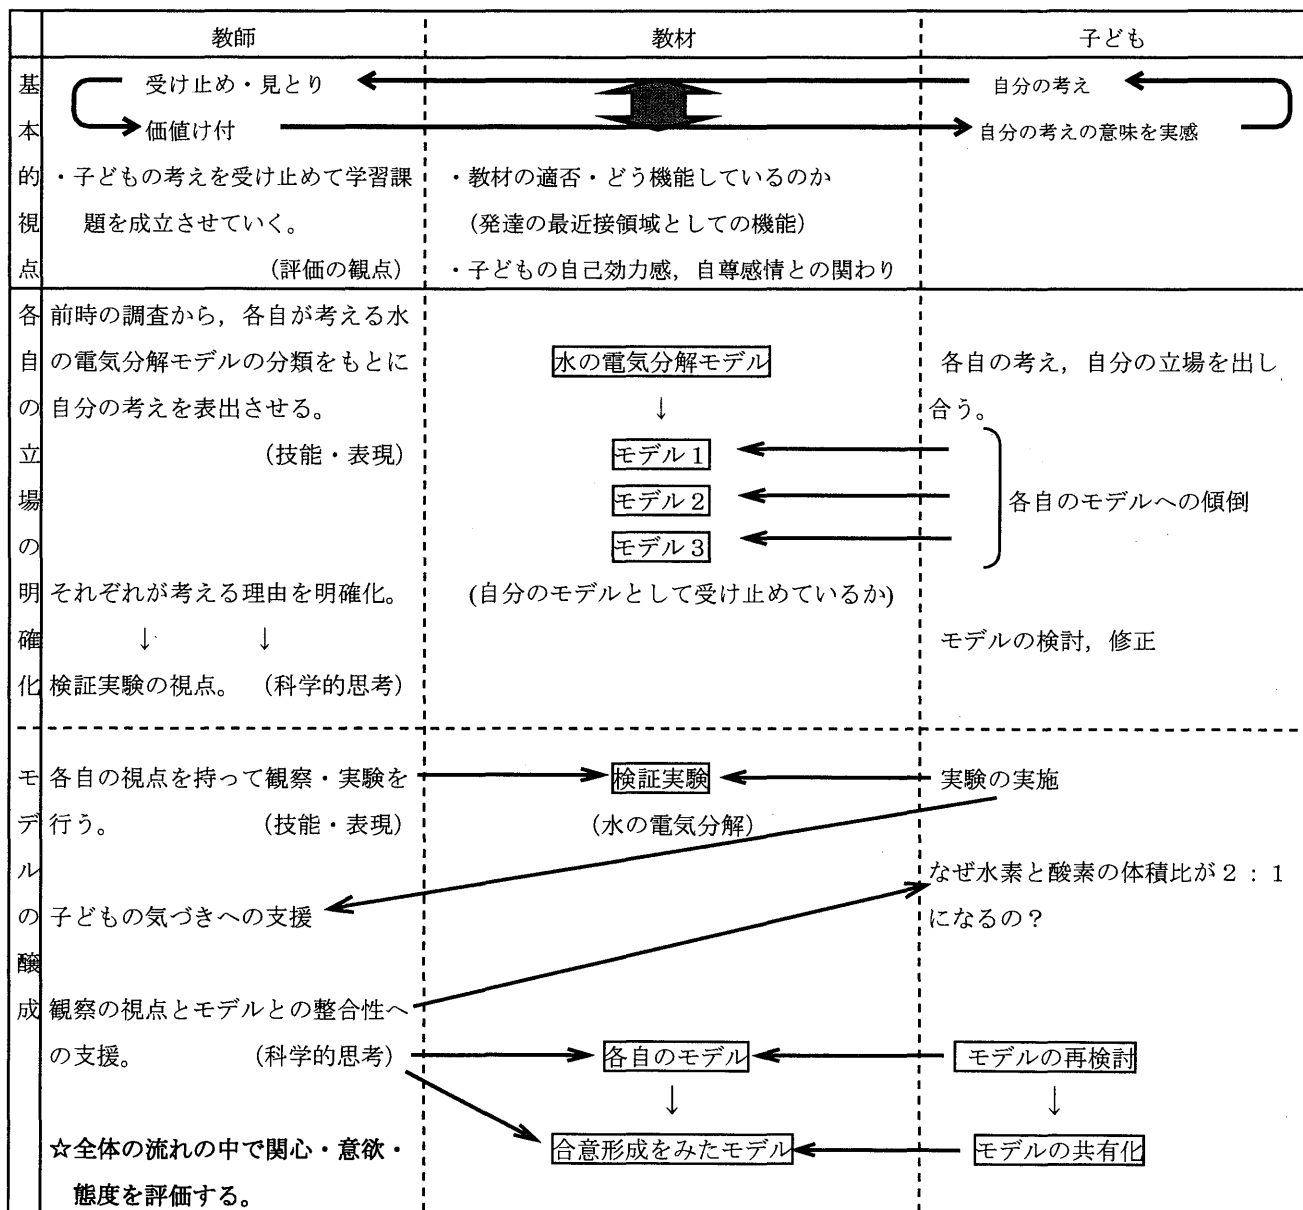 教師 教材 子ども
基本的視点
受け止め・見とり
価値け付
・子どもの考えを受け止めて学習課
題を成立させていく。
(評価の観点)
・教材の適否・どう機能しているのか
(発達の最近接領域としての機能)
・子どもの自己効力感，自尊感情との関わり
自分の考え
自分の考えの意味を実感
各自の立場の明確化
前時の調査から，各自が考える水
の電気分解モデルの分類をもとに
自分の考えを表出させる。
(技能・表現)
それぞれが考える理由を明確化。
↓ ↓
検証実験の視点。 (科学的思考)
水の電気分解モデル
↓
モデル１
モデル２
モデル３
(自分のモデルとして受け止めているか)
各自の考え，自分の立場を出し
合う。
各自のモデルへの傾倒
モデルの検討，修正
モデルの醸成
各自の視点を持って観察・実験を
行う。 (技能・表現)
子どもの気づきへの支援
観察の視点とモデルとの整合性へ
の支援。 (科学的思考)
☆全体の流れの中で関心・意欲・
態度を評価する。
検証実験
(水の電気分解)
各自のモデル
↓
合意形成をみたモデル
実験の実施
なぜ水素と酸素の体積比が２：１
になるの？
モデルの再検討
↓
モデルの共有化